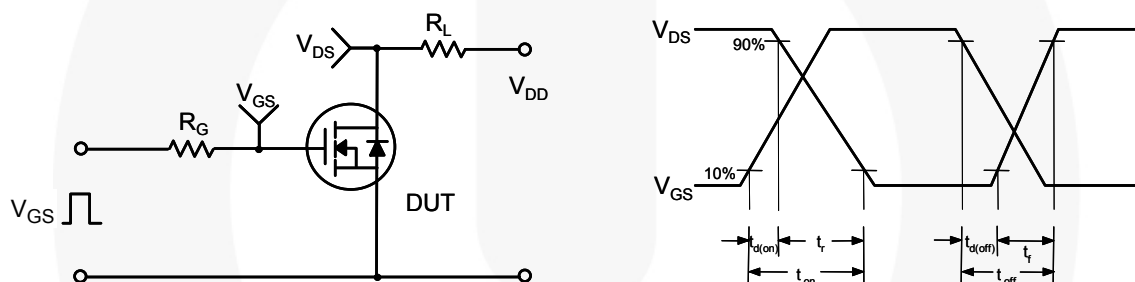 V_DS
R_L
V_DD
V_GS
R_G
V_GS
DUT
V_DS
90%
10%
V_GS
t_d(on)
t_r
t_d(off)
t_f
t_on
t_off